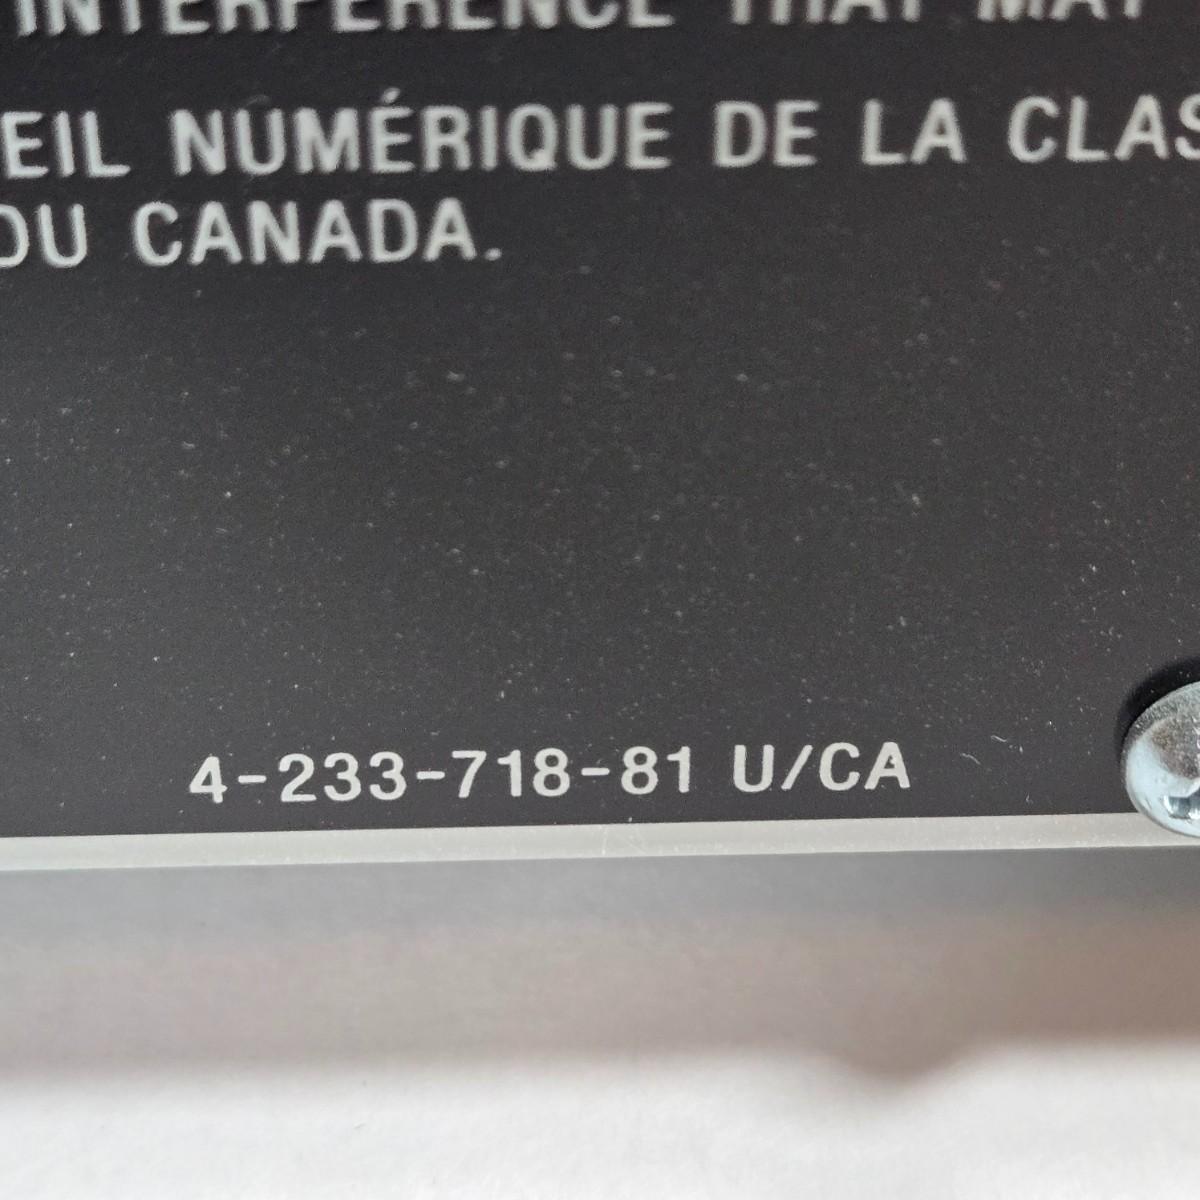 INTERFERENCE THAT MAY
EIL NUMÉRIQUE DE LA CLAS
DU CANADA.
4-233-718-81 U/CA